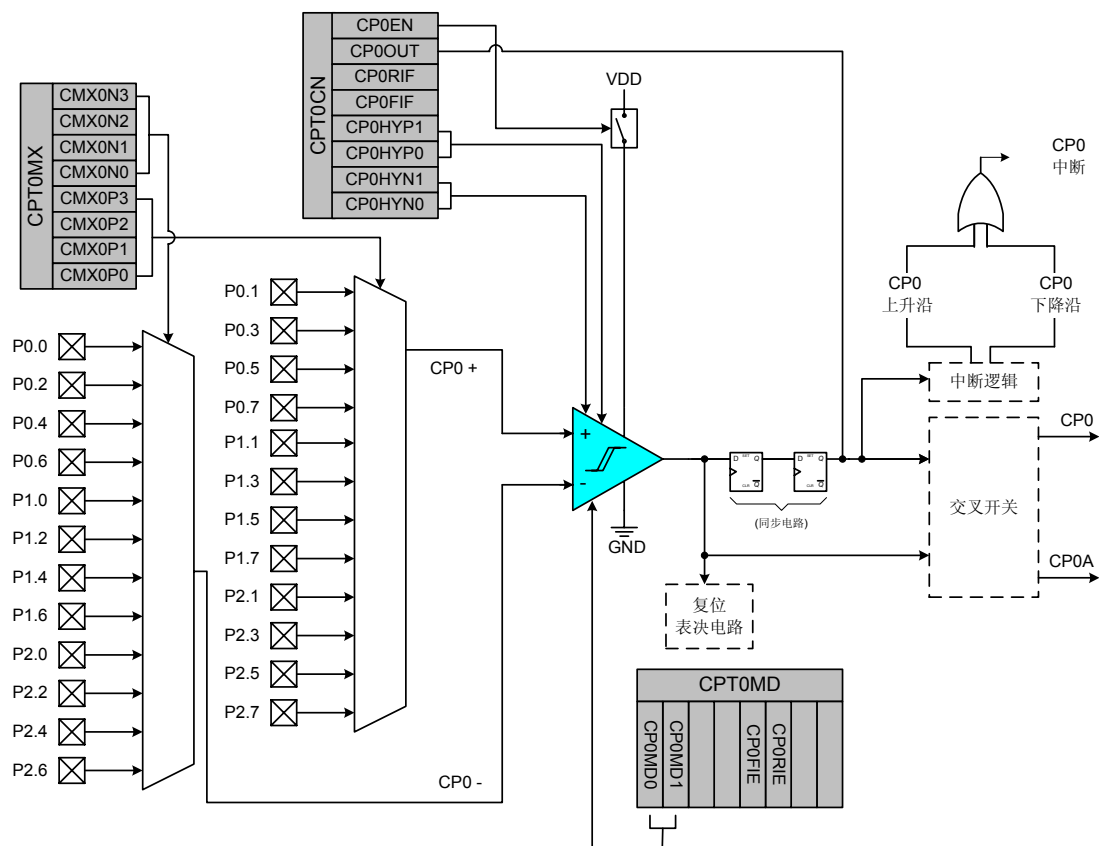 CPT0MX
CMX0N3
CMX0N2
CMX0N1
CMX0N0
CMX0P3
CMX0P2
CMX0P1
CMX0P0
CPT0CN
CP0EN
CP0OUT
CP0RIF
CP0FIF
CP0HYP1
CP0HYP0
CP0HYN1
CP0HYN0
VDD
CP0
中断
CP0
上升沿
CP0
下降沿
中断逻辑
P0.0
P0.2
P0.4
P0.6
P1.0
P1.2
P1.4
P1.6
P2.0
P2.2
P2.4
P2.6
P0.1
P0.3
P0.5
P0.7
P1.1
P1.3
P1.5
P1.7
P2.1
P2.3
P2.5
P2.7
CP0 +
CP0 -
+
-
GND
D SET Q
CLR Q
D SET Q
CLR Q
(同步电路)
交叉开关
CP0
CP0A
复位
表决电路
CPT0MD
CP0MD0
CP0MD1
CP0FIE
CP0RIE